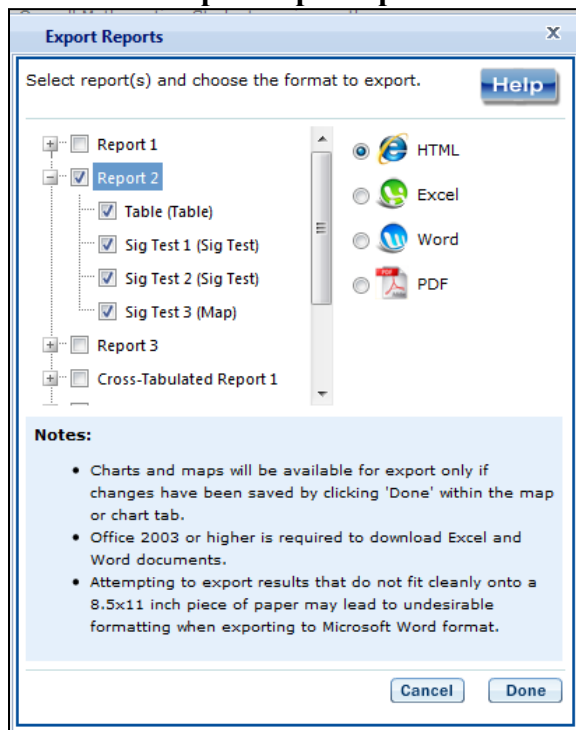 Export Reports
X
Select report(s) and choose the format to export.
Help
Report 1
Report 2
Table (Table)
Sig Test 1 (Sig Test)
Sig Test 2 (Sig Test)
Sig Test 3 (Map)
Report 3
Cross-Tabulated Report 1
HTML
Excel
Word
PDF
Notes:
• Charts and maps will be available for export only if
changes have been saved by clicking 'Done' within the map
or chart tab.
• Office 2003 or higher is required to download Excel and
Word documents.
• Attempting to export results that do not fit cleanly onto a
8.5x11 inch piece of paper may lead to undesirable
formatting when exporting to Microsoft Word format.
Cancel
Done